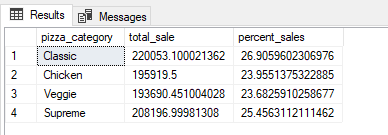 Results Messages
pizza_category total_sale percent_sales
1 Classic 220053.100021362 26.9059602306976
2 Chicken 195919.5 23.9551375322885
3 Veggie 193690.451004028 23.6825910258677
4 Supreme 208196.99981308 25.4563112111462